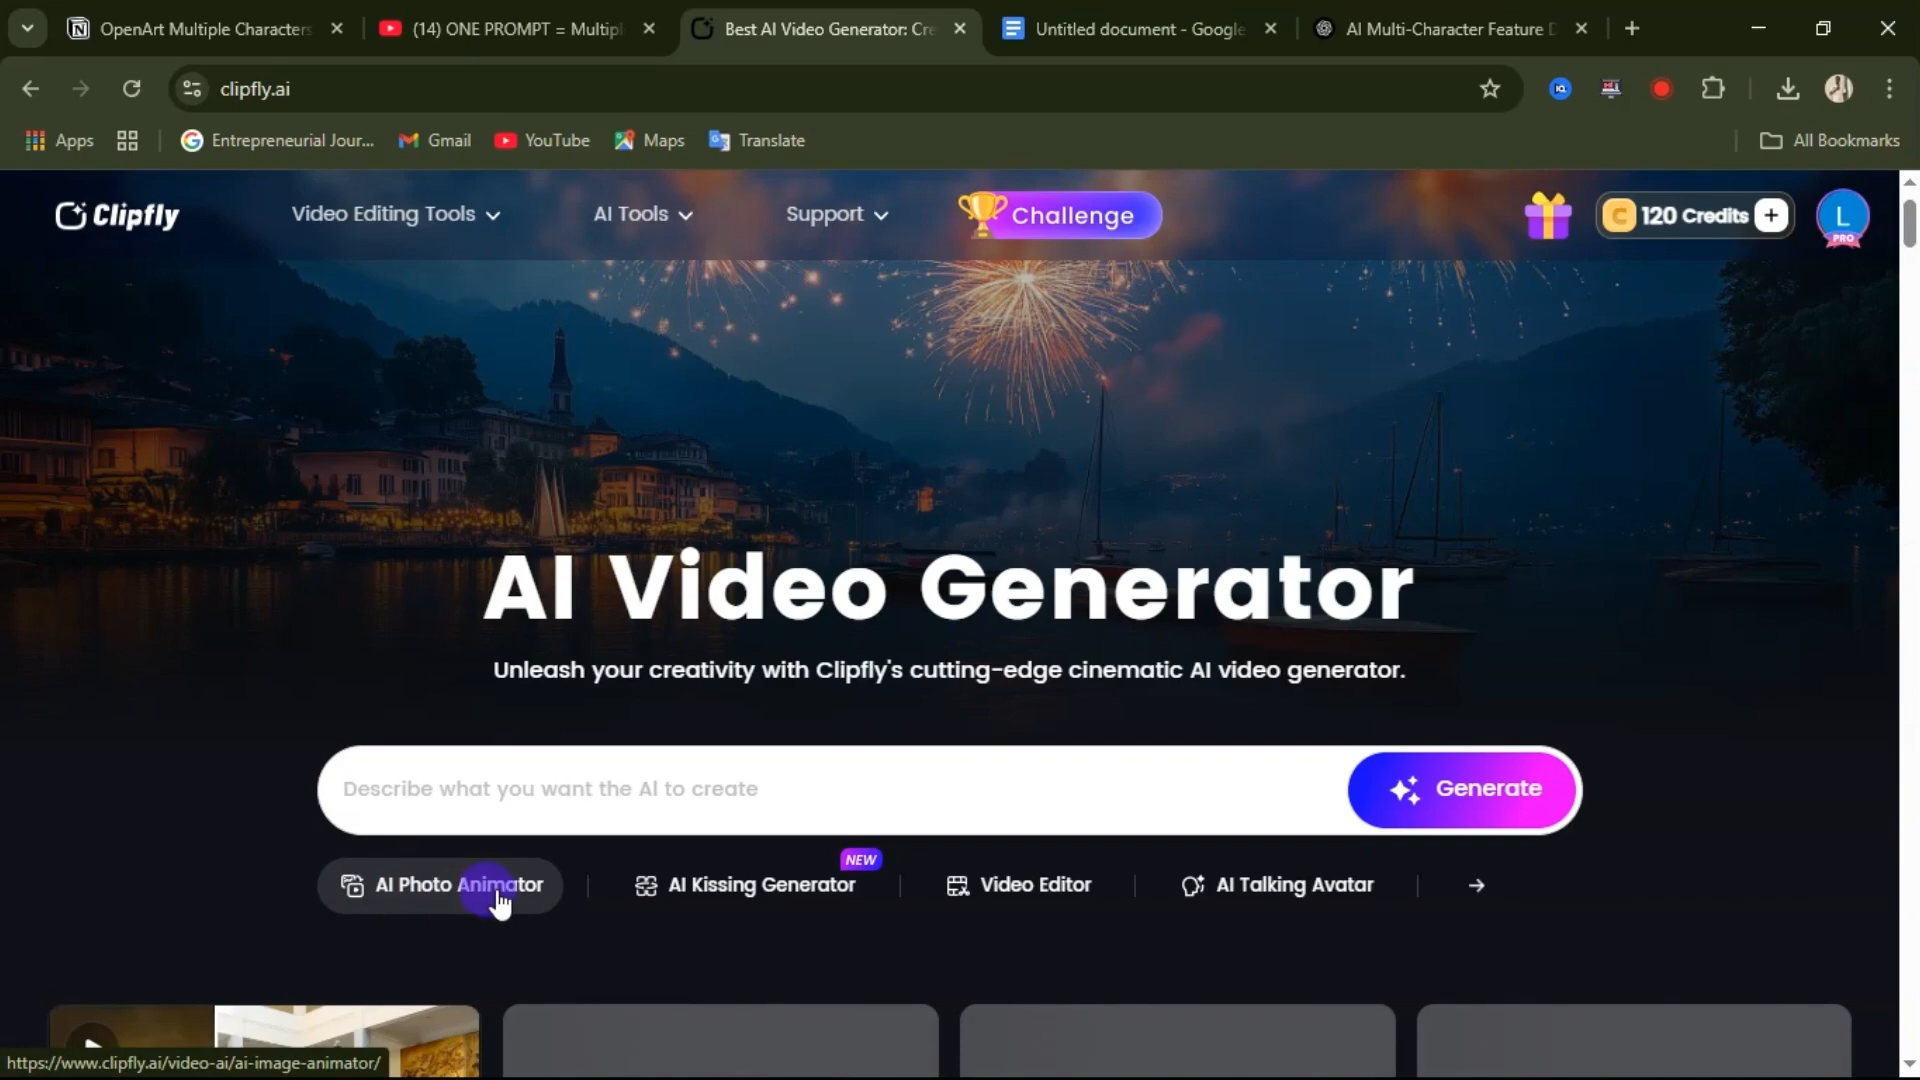 OpenArt Multiple Characters
(14) ONE PROMPT = Multipl
Best AI Video Generator: Cre
Untitled document - Google
AI Multi-Character Feature D
clipfly.ai
Apps
Entrepreneurial Jour...
Gmail
YouTube
Maps
Translate
All Bookmarks
Clipfly
Video Editing Tools
AI Tools
Support
Challenge
C
120 Credits +
L
PRO
AI Video Generator
Unleash your creativity with Clipfly's cutting-edge cinematic AI video generator.
Describe what you want the AI to create
Generate
AI Photo Animator
AI Kissing Generator
NEW
Video Editor
AI Talking Avatar
https://www.clipfly.ai/video-ai/ai-image-animator/